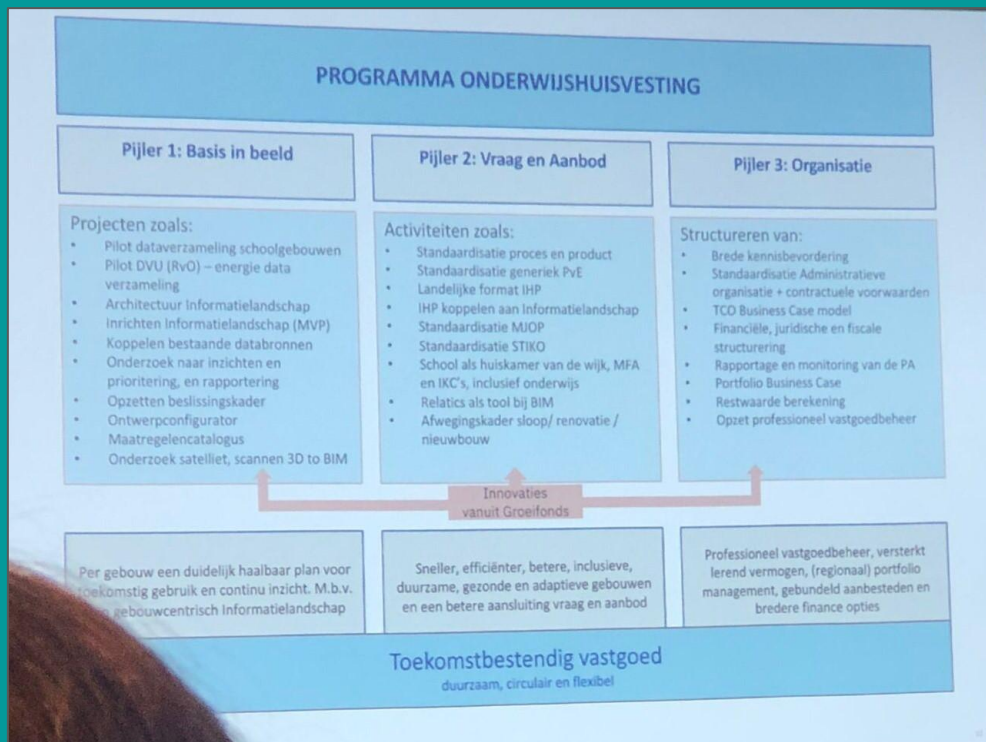 PROGRAMMA ONDERWIJSHUISVESTING
Pijler 1: Basis in beeld
Projecten zoals:
• Pilot dataverzameling schoolgebouwen
• Pilot DVU (RvO) – energie data
verzameling
• Architectuur Informatielandschap
• Inrichten Informatielandschap (MVP)
• Koppelen bestaande databronnen
• Onderzoek naar inzichten en
prioritering, en rapportering
• Opzetten beslissingskader
• Ontwerpconfigurator
• Maatregelencatalogus
• Onderzoek satelliet, scannen 3D to BIM
Pijler 2: Vraag en Aanbod
Activiteiten zoals:
• Standaardisatie proces en product
• Standaardisatie generiek PvE
• Landelijke format IHP
• IHP koppelen aan Informatielandschap
• Standaardisatie MJOP
• Standaardisatie STIKO
• School als huiskamer van de wijk, MFA
en IKC's, inclusief onderwijs
• Relatics als tool bij BIM
• Afwegingskader sloop/ renovatie /
nieuwbouw
Pijler 3: Organisatie
Structureren van:
• Brede kennisbevordering
• Standaardisatie Administratieve
organisatie + contractuele voorwaarden
• TCO Business Case model
• Financiële, juridische en fiscale
structurering
• Rapportage en monitoring van de PA
• Portfolio Business Case
• Restwaarde berekening
• Opzet professioneel vastgoedbeheer
Innovaties
vanuit Groeifonds
Per gebouw een duidelijk haalbaar plan voor
toekomstig gebruik en continu inzicht. M.b.v.
gebouwcentrisch Informatielandschap
Sneller, efficiënter, betere, inclusieve,
duurzame, gezonde en adaptieve gebouwen
en een betere aansluiting vraag en aanbod
Professioneel vastgoedbeheer, versterkt
lerend vermogen, (regionaal) portfolio
management, gebundeld aanbesteden en
bredere finance opties
Toekomstbestendig vastgoed
duurzaam, circulair en flexibel